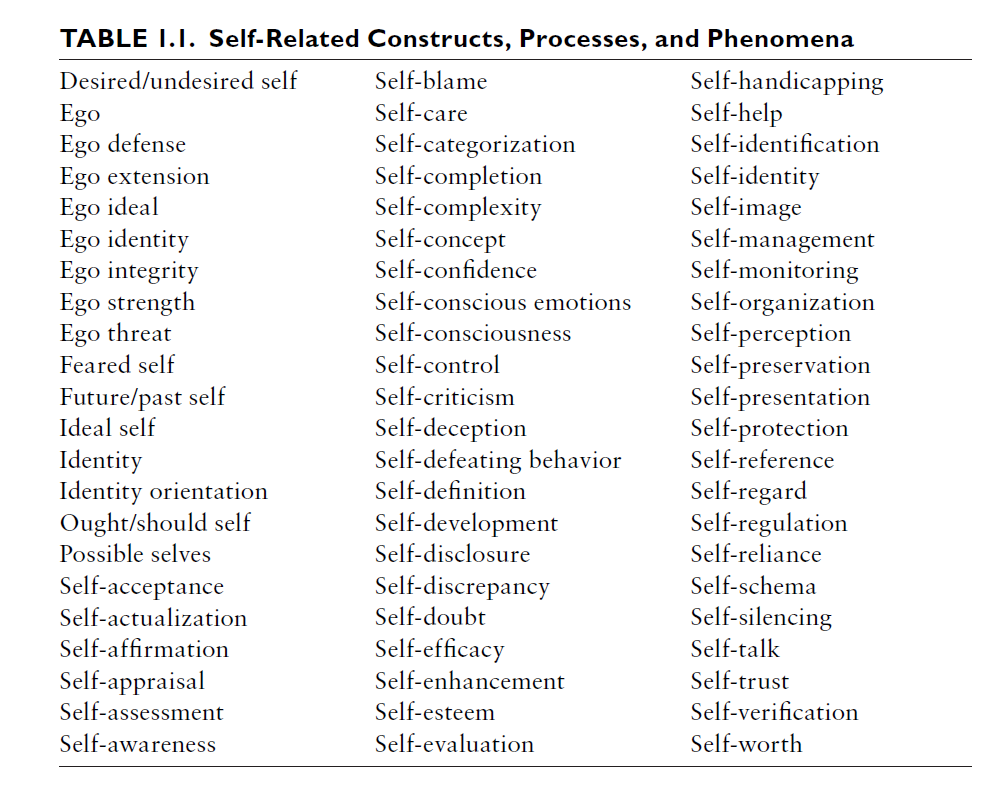 TABLE 1.1. Self-Related Constructs, Processes, and Phenomena
Desired/undesired self
Ego
Ego defense
Ego extension
Ego ideal
Ego identity
Ego integrity
Ego strength
Ego threat
Feared self
Future/past self
Ideal self
Identity
Identity orientation
Ought/should self
Possible selves
Self-acceptance
Self-actualization
Self-affirmation
Self-appraisal
Self-assessment
Self-awareness
Self-blame
Self-care
Self-categorization
Self-completion
Self-complexity
Self-concept
Self-confidence
Self-conscious emotions
Self-consciousness
Self-control
Self-criticism
Self-deception
Self-defeating behavior
Self-definition
Self-development
Self-disclosure
Self-discrepancy
Self-doubt
Self-efficacy
Self-enhancement
Self-esteem
Self-evaluation
Self-handicapping
Self-help
Self-identification
Self-identity
Self-image
Self-management
Self-monitoring
Self-organization
Self-perception
Self-preservation
Self-presentation
Self-protection
Self-reference
Self-regard
Self-regulation
Self-reliance
Self-schema
Self-silencing
Self-talk
Self-trust
Self-verification
Self-worth